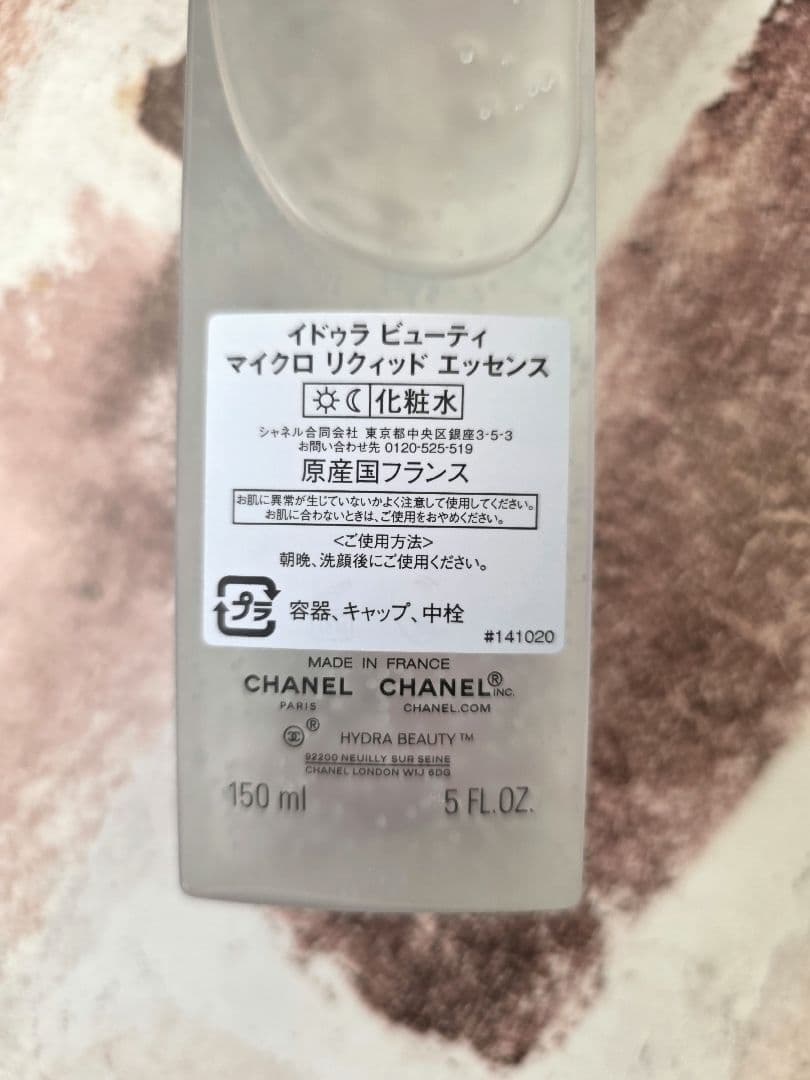 イドゥラ ビューティ
マイクロ リクィッド エッセンス
化粧水
シャネル合同会社 東京都中央区銀座3-5-3
お問い合わせ先 0120-525-519
原産国フランス
お肌に異常が生じていないかよく注意して使用してください。
お肌に合わないときは、ご使用をおやめください。
<ご使用方法>
朝晩、洗顔後にご使用ください。
プラ 容器、キャップ、中栓
#141020
MADE IN FRANCE
CHANEL CHANEL® INC.
PARIS CHANEL.COM
® HYDRA BEAUTY™
92200 NEUILLY SUR SEINE
CHANEL LONDON W1J 6DG
150 ml 5 FL.OZ.